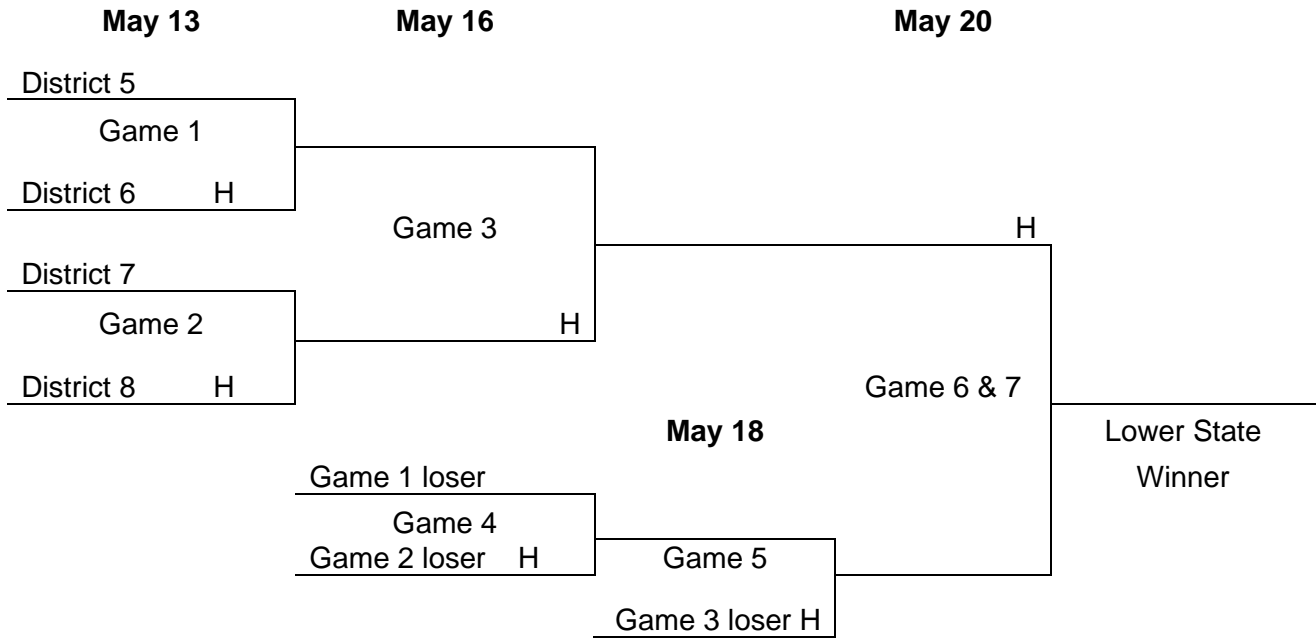 May 13 May 16 May 20
District 5
Game 1
District 6 H
Game 3 H
District 7
Game 2 H
District 8 H Game 6 & 7
May 18 Lower State
Game 1 loser Winner
Game 4
Game 2 loser H Game 5
Game 3 loser H